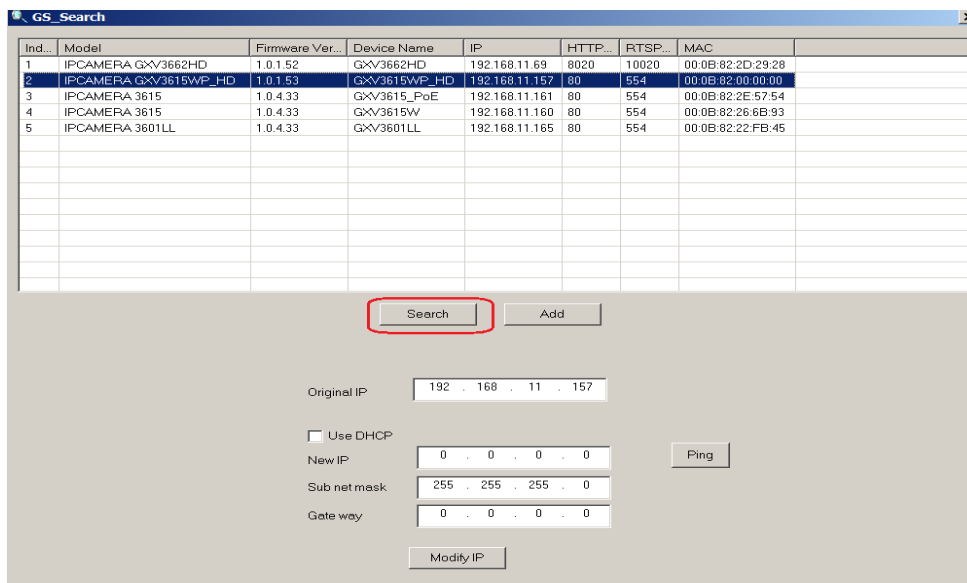 GS_Search
Ind... Model Firmware Ver... Device Name IP HTTP... RTSP... MAC
1 IPCAMERA GXV3662HD 1.0.1.52 GXV3662HD 192.168.11.69 8020 10020 00:0B:82:2D:29:28
2 IPCAMERA GXV3615WP_HD 1.0.1.53 GXV3615WP_HD 192.168.11.157 80 554 00:0B:82:00:00:00
3 IPCAMERA 3615 1.0.4.33 GXV3615_PoE 192.168.11.161 80 554 00:0B:82:2E:57:54
4 IPCAMERA 3615 1.0.4.33 GXV3615W 192.168.11.160 80 554 00:0B:82:26:6B:93
5 IPCAMERA 3601LL 1.0.4.33 GXV3601LL 192.168.11.165 80 554 00:0B:82:22:FB:45
Search Add
Original IP 192 . 168 . 11 . 157
Use DHCP
New IP 0 . 0 . 0 . 0 Ping
Sub net mask 255 . 255 . 255 . 0
Gate way 0 . 0 . 0 . 0
Modify IP